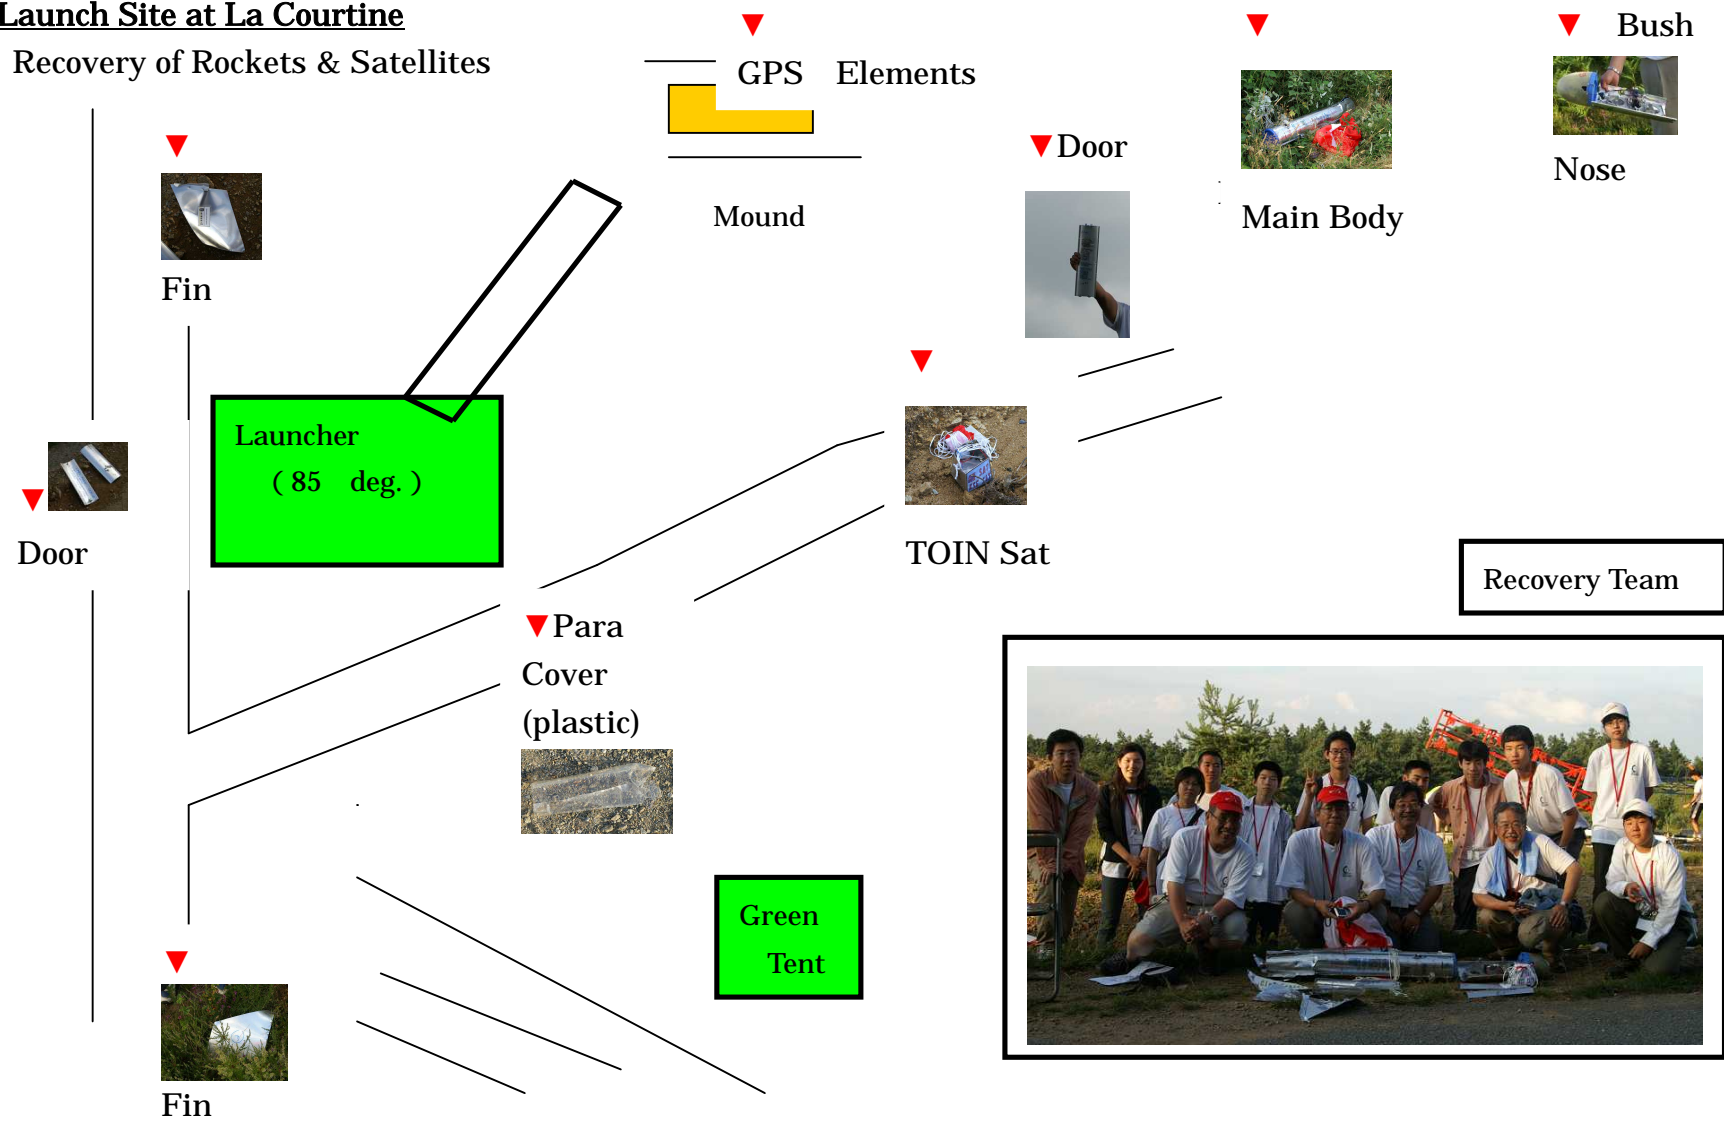 Launch Site at La Courtine
Recovery of Rockets & Satellites
GPS Elements
Bush
Door
Nose
Main Body
Mound
Fin
Launcher
( 85 deg. )
Door
TOIN Sat
Recovery Team
Para
Cover
(plastic)
Green
Tent
Fin